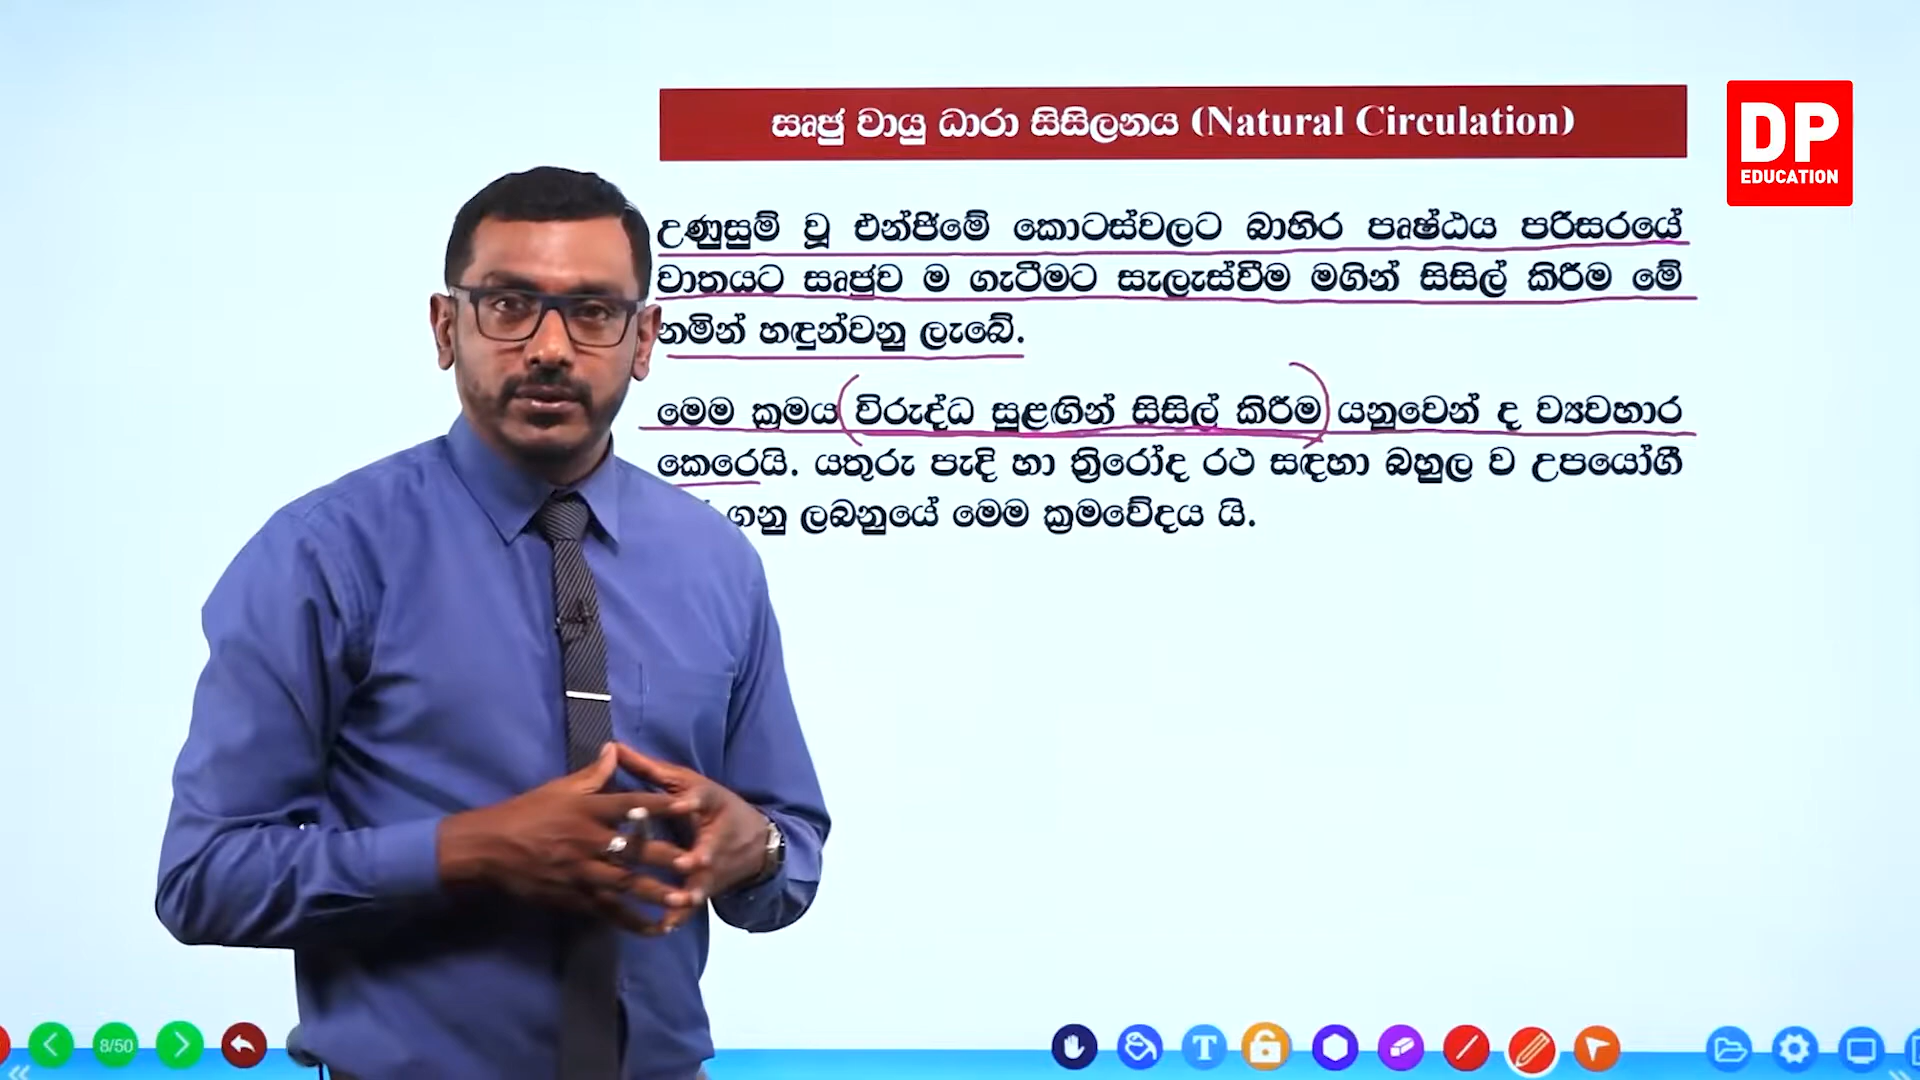 සෘජු වායු ධාරා සිසිලනය (Natural Circulation)
DP
EDUCATION
උණුසුම් වූ එන්ජිමේ කොටස්වලට බාහිර පෘෂ්ඨය පරිසරයේ
වාතයට සෘජුව ම ගැටීමට සැලැස්වීම මගින් සිසිල් කිරීම මේ
නමින් හඳුන්වනු ලැබේ.
මෙම ක්‍රමය විරුද්ධ සුළඟින් සිසිල් කිරීම යනුවෙන් ද ව්‍යවහාර
කෙරෙයි. යතුරු පැදි හා ත්‍රිරෝද රථ සඳහා බහුල ව උපයෝගී
ගනු ලබනුයේ මෙම ක්‍රමවේදය යි.
8/50
T